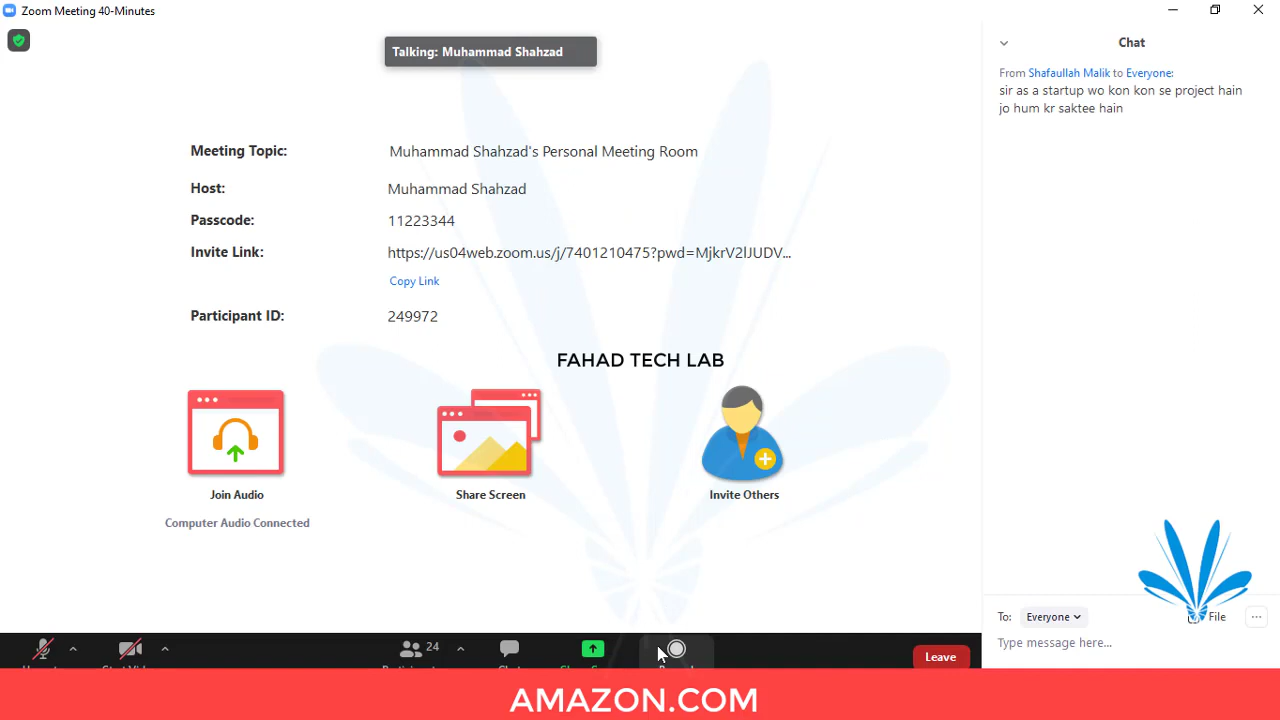 Zoom Meeting 40-Minutes
Talking: Muhammad Shahzad
Meeting Topic: Muhammad Shahzad's Personal Meeting Room
Host: Muhammad Shahzad
Passcode: 11223344
Invite Link: https://us04web.zoom.us/j/7401210475?pwd=MjkrV2lJUDV...
Copy Link
Participant ID: 249972
FAHAD TECH LAB
Join Audio
Share Screen
Invite Others
Computer Audio Connected
Chat
From Shafaullah Malik to Everyone:
sir as a startup wo kon kon se project hain
jo hum kr saktee hain
To: Everyone
File
Type message here...
24
Leave
AMAZON.COM